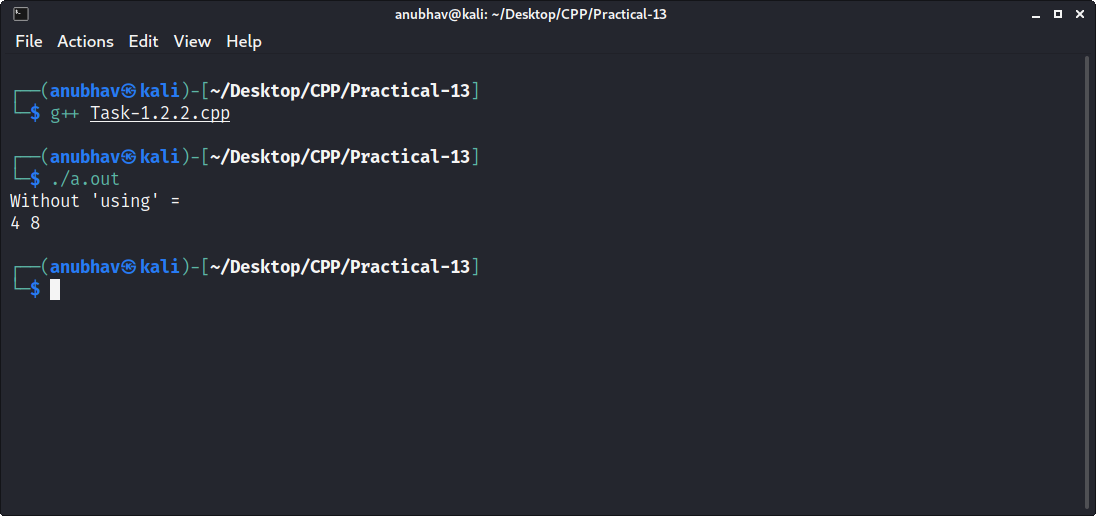 anubhav@kali: ~/Desktop/CPP/Practical-13
File Actions Edit View Help
┌──(anubhav㉿kali)-[~/Desktop/CPP/Practical-13]
└─$ g++ Task-1.2.2.cpp
┌──(anubhav㉿kali)-[~/Desktop/CPP/Practical-13]
└─$ ./a.out
Without 'using' =
4 8
┌──(anubhav㉿kali)-[~/Desktop/CPP/Practical-13]
└─$